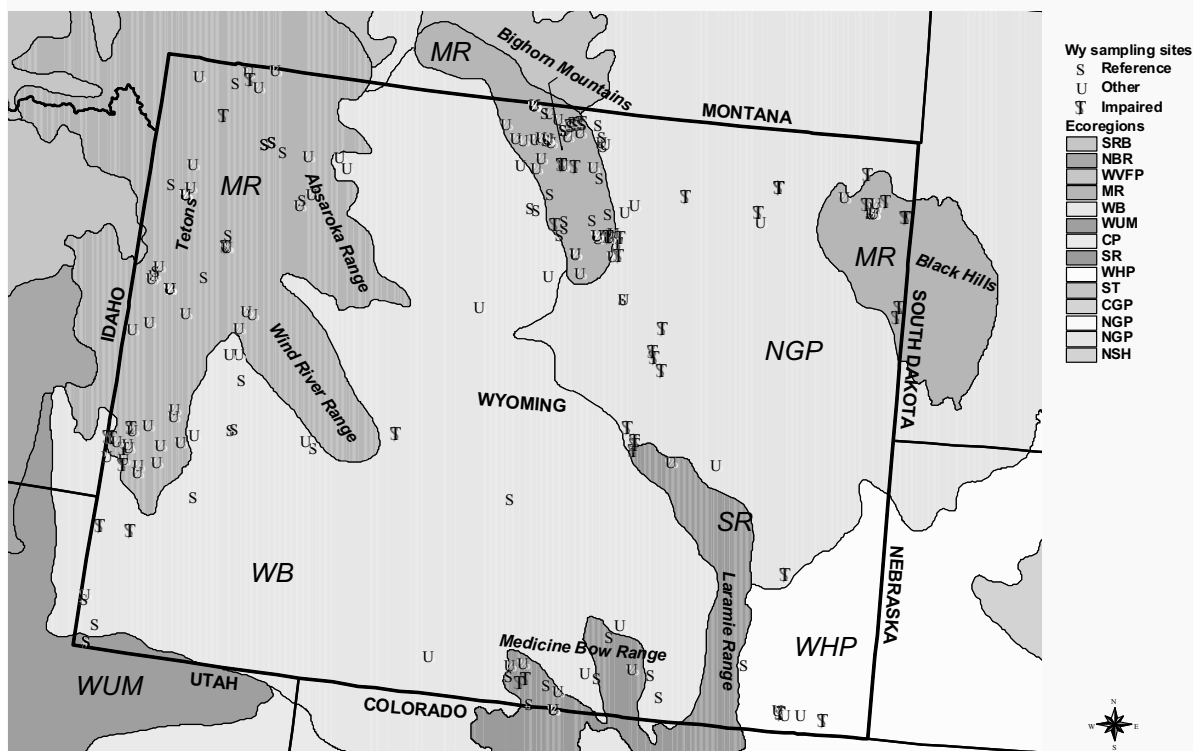 MR
Bighorn Mountains
MONTANA
MR
Absaroka Range
Tetons
IDAHO
Wind River Range
MR
Black Hills
SOUTH DAKOTA
NGP
WYOMING
SR
Laramie Range
NEBRASKA
WB
WHP
Medicine Bow Range
WUM
UTAH
COLORADO
Wy sampling sites
S Reference
U Other
T Impaired
Ecoregions
SRB
NBR
WVFP
MR
WB
WUM
CP
SR
WHP
ST
CGP
NGP
NGP
NSH
N
W E
S